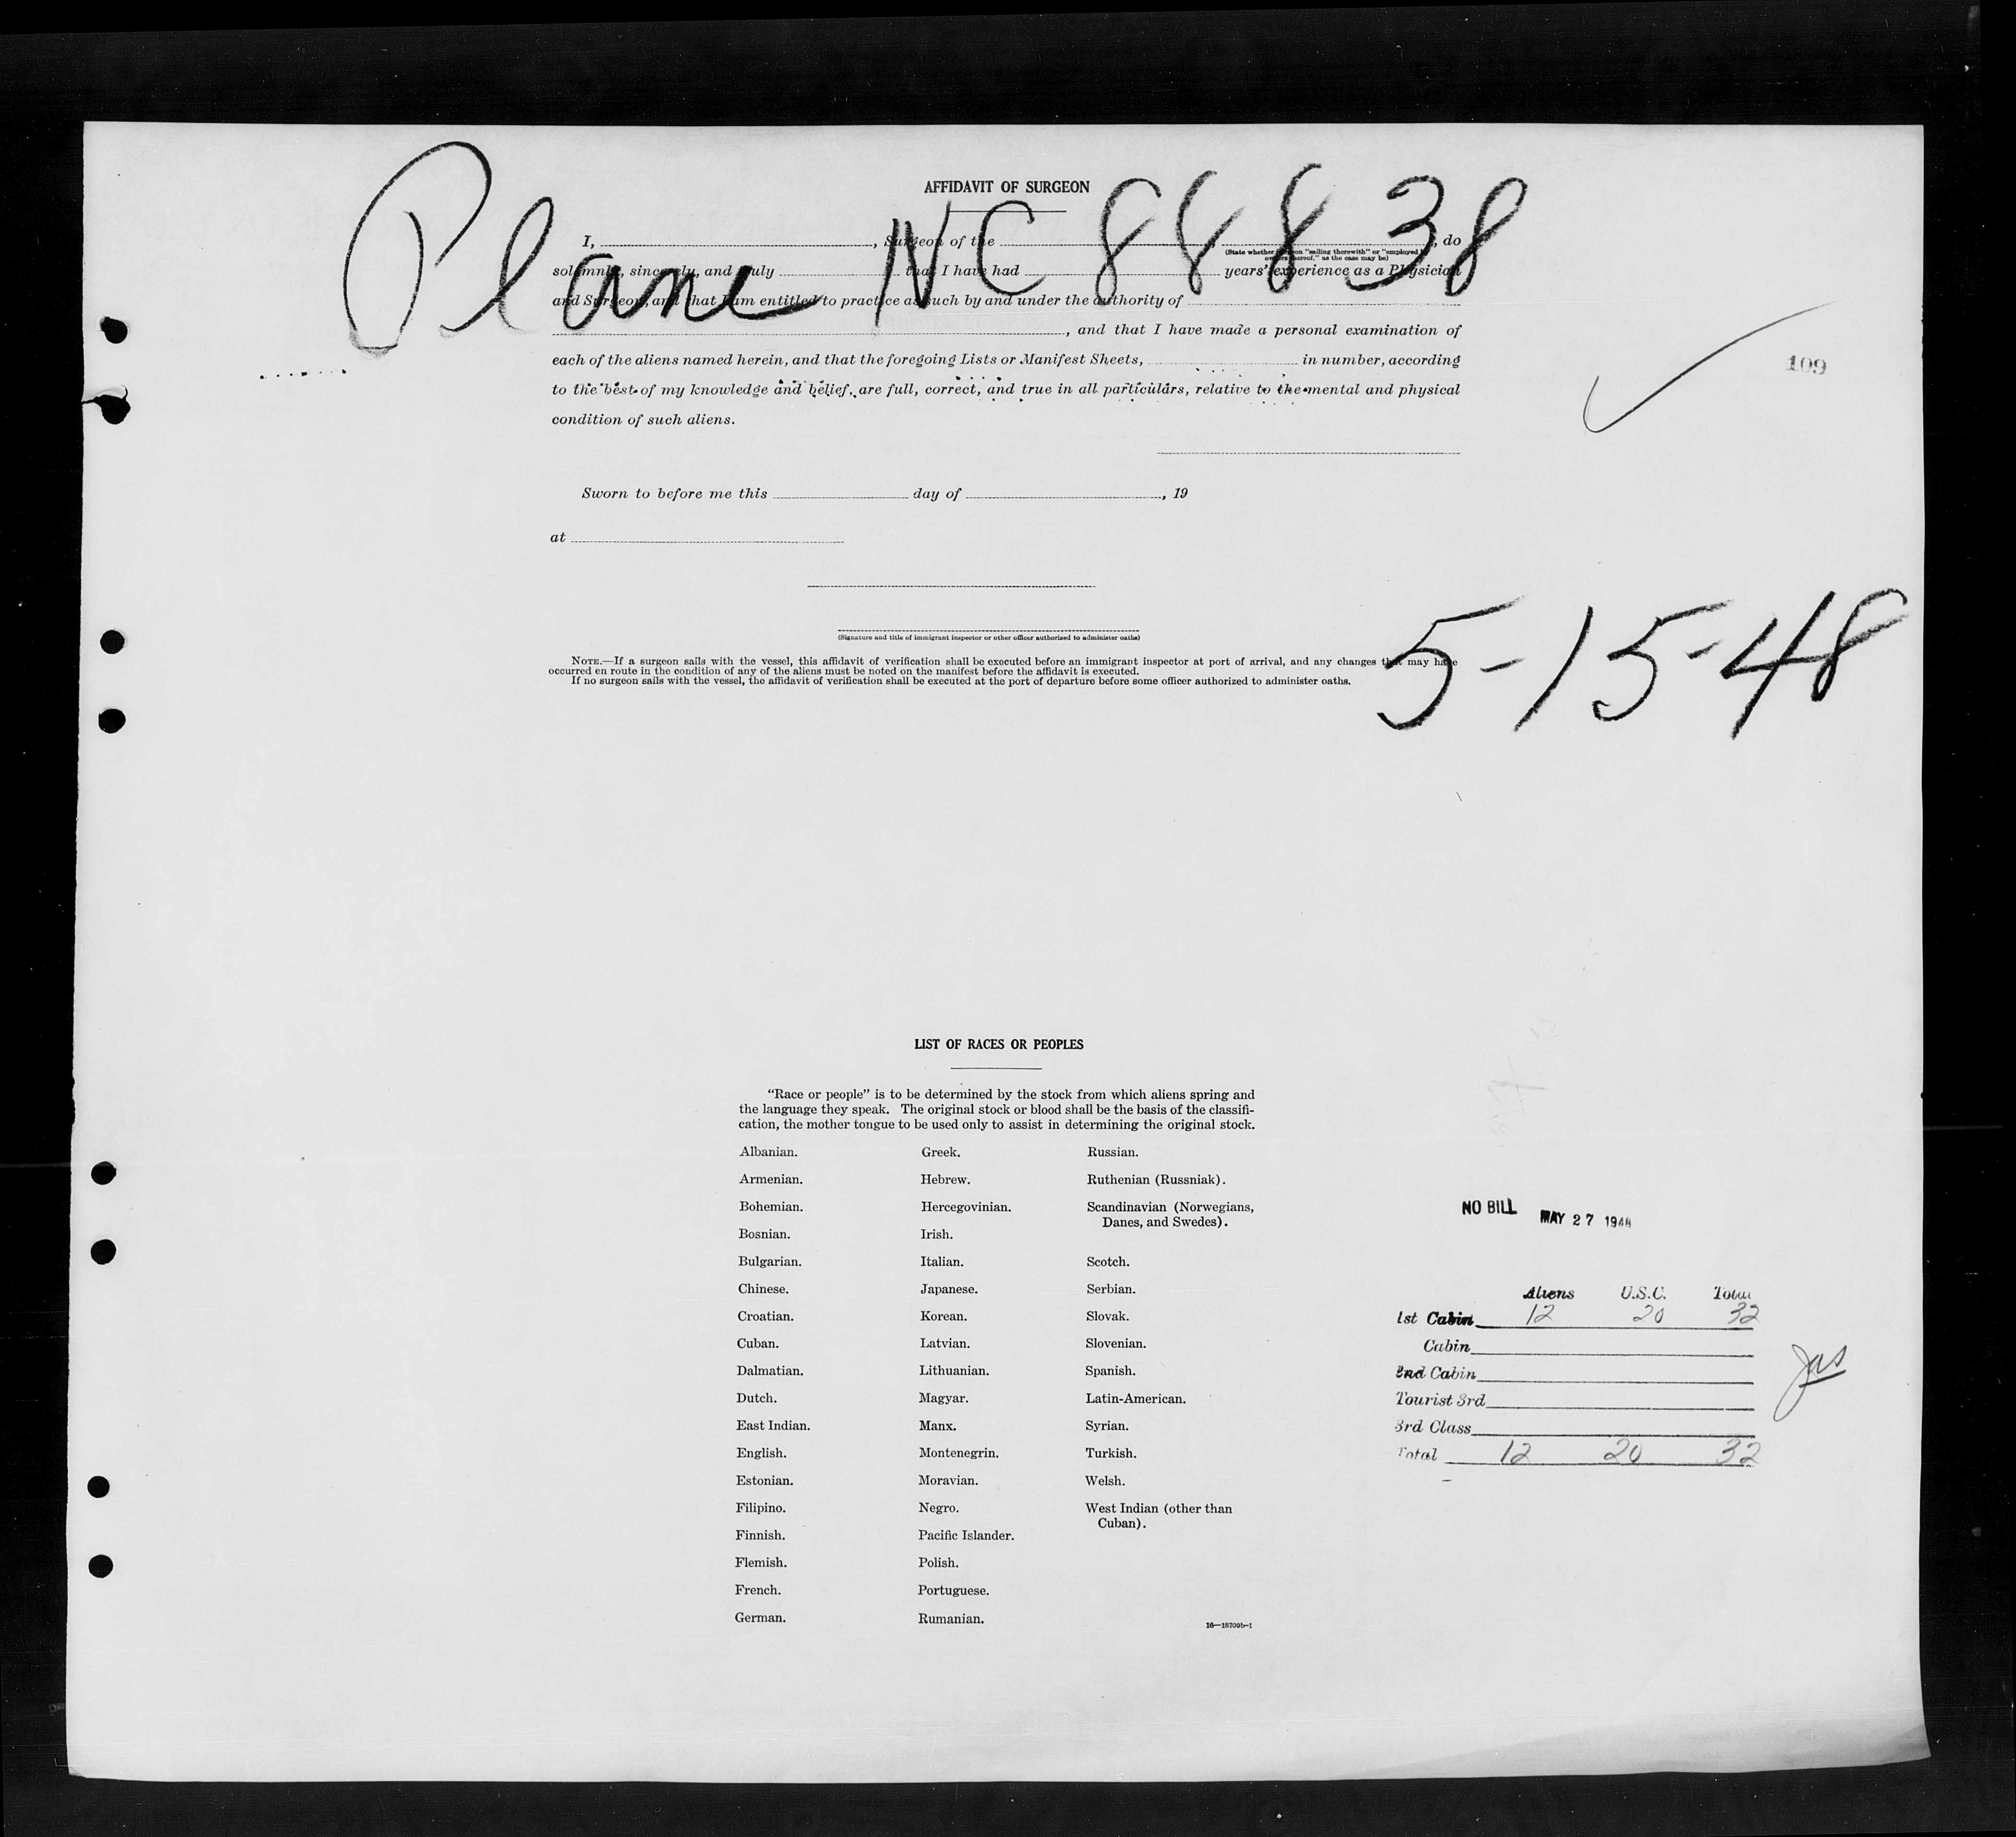 Plane NC 88838
AFFIDAVIT OF SURGEON
I, , Surgeon of the , do
(State whether "sailing therewith" or "employed by owners thereof," as the case may be)
solemnly, sincerely, and truly that I have had years' experience as a Physician
and Surgeon, and that I am entitled to practice as such by and under the authority of
, and that I have made a personal examination of
each of the aliens named herein, and that the foregoing Lists or Manifest Sheets, in number, according
to the best of my knowledge and belief, are full, correct, and true in all particulars, relative to the mental and physical
condition of such aliens.
109
Sworn to before me this day of , 19
at
(Signature and title of immigrant inspector or other officer authorized to administer oaths)
5-15-48
NOTE.—If a surgeon sails with the vessel, this affidavit of verification shall be executed before an immigrant inspector at port of arrival, and any changes that may have
occurred en route in the condition of any of the aliens must be noted on the manifest before the affidavit is executed.
If no surgeon sails with the vessel, the affidavit of verification shall be executed at the port of departure before some officer authorized to administer oaths.
LIST OF RACES OR PEOPLES
"Race or people" is to be determined by the stock from which aliens spring and
the language they speak. The original stock or blood shall be the basis of the classifi-
cation, the mother tongue to be used only to assist in determining the original stock.
Albanian.
Armenian.
Bohemian.
Bosnian.
Bulgarian.
Chinese.
Croatian.
Cuban.
Dalmatian.
Dutch.
East Indian.
English.
Estonian.
Filipino.
Finnish.
Flemish.
French.
German.
Greek.
Hebrew.
Hercegovinian.
Irish.
Italian.
Japanese.
Korean.
Latvian.
Lithuanian.
Magyar.
Manx.
Montenegrin.
Moravian.
Negro.
Pacific Islander.
Polish.
Portuguese.
Rumanian.
Russian.
Ruthenian (Russniak).
Scandinavian (Norwegians,
Danes, and Swedes).
Scotch.
Serbian.
Slovak.
Slovenian.
Spanish.
Latin-American.
Syrian.
Turkish.
Welsh.
West Indian (other than
Cuban).
16—18709b-1
NO BILL MAY 27 1948
Aliens U.S.C. Total
1st Cabin 12 20 32
Cabin
2nd Cabin
Tourist 3rd
3rd Class
Total 12 20 32